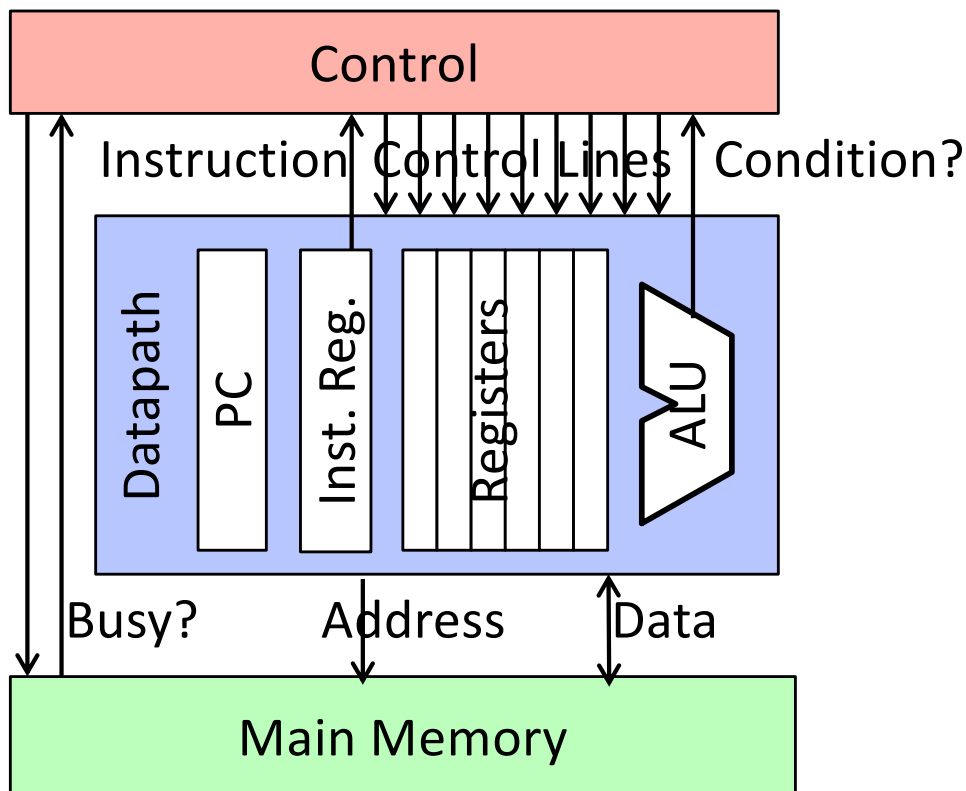 Control
Instruction Control Lines Condition?
Datapath
PC
Inst. Reg.
Registers
ALU
Busy? Address Data
Main Memory